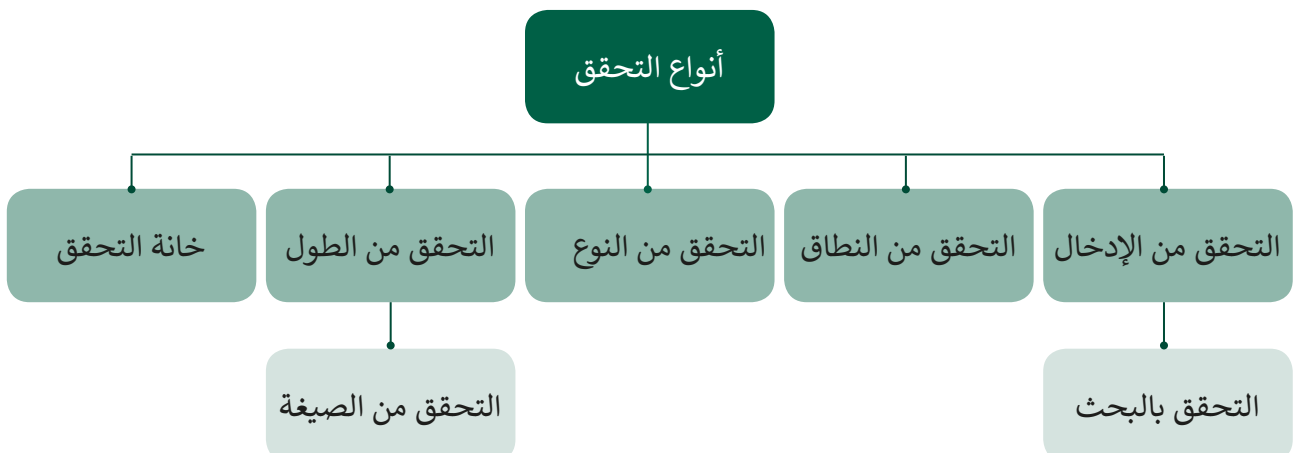 أنواع التحقق
التحقق من الإدخال
التحقق من النطاق
التحقق من النوع
التحقق من الطول
خانة التحقق
التحقق بالبحث
التحقق من الصيغة